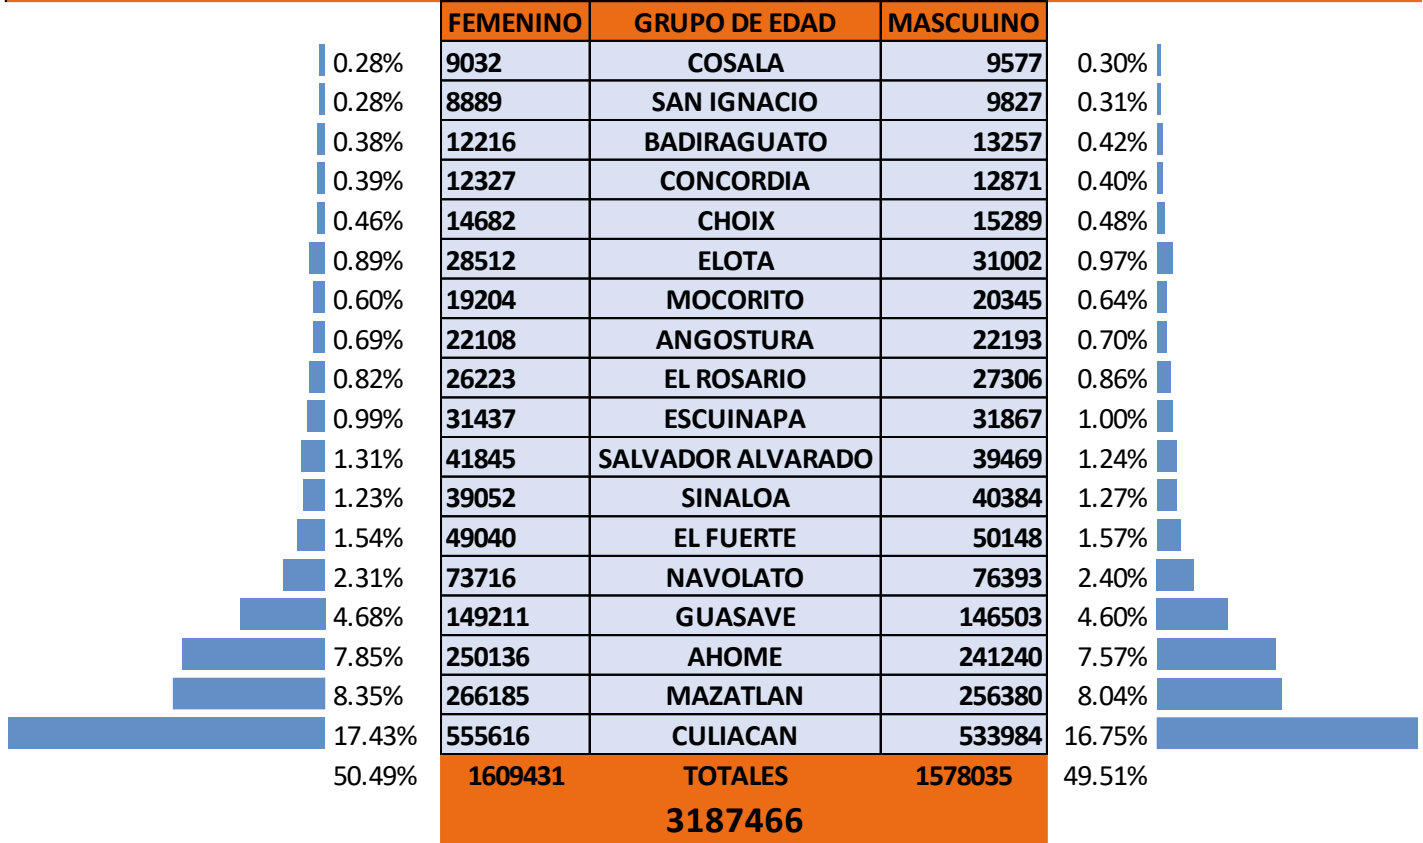 FEMENINO GRUPO DE EDAD MASCULINO
0.28% 9032 COSALA 9577 0.30%
0.28% 8889 SAN IGNACIO 9827 0.31%
0.38% 12216 BADIRAGUATO 13257 0.42%
0.39% 12327 CONCORDIA 12871 0.40%
0.46% 14682 CHOIX 15289 0.48%
0.89% 28512 ELOTA 31002 0.97%
0.60% 19204 MOCORITO 20345 0.64%
0.69% 22108 ANGOSTURA 22193 0.70%
0.82% 26223 EL ROSARIO 27306 0.86%
0.99% 31437 ESCUINAPA 31867 1.00%
1.31% 41845 SALVADOR ALVARADO 39469 1.24%
1.23% 39052 SINALOA 40384 1.27%
1.54% 49040 EL FUERTE 50148 1.57%
2.31% 73716 NAVOLATO 76393 2.40%
4.68% 149211 GUASAVE 146503 4.60%
7.85% 250136 AHOME 241240 7.57%
8.35% 266185 MAZATLAN 256380 8.04%
17.43% 555616 CULIACAN 533984 16.75%
50.49% 1609431 TOTALES 1578035 49.51%
3187466